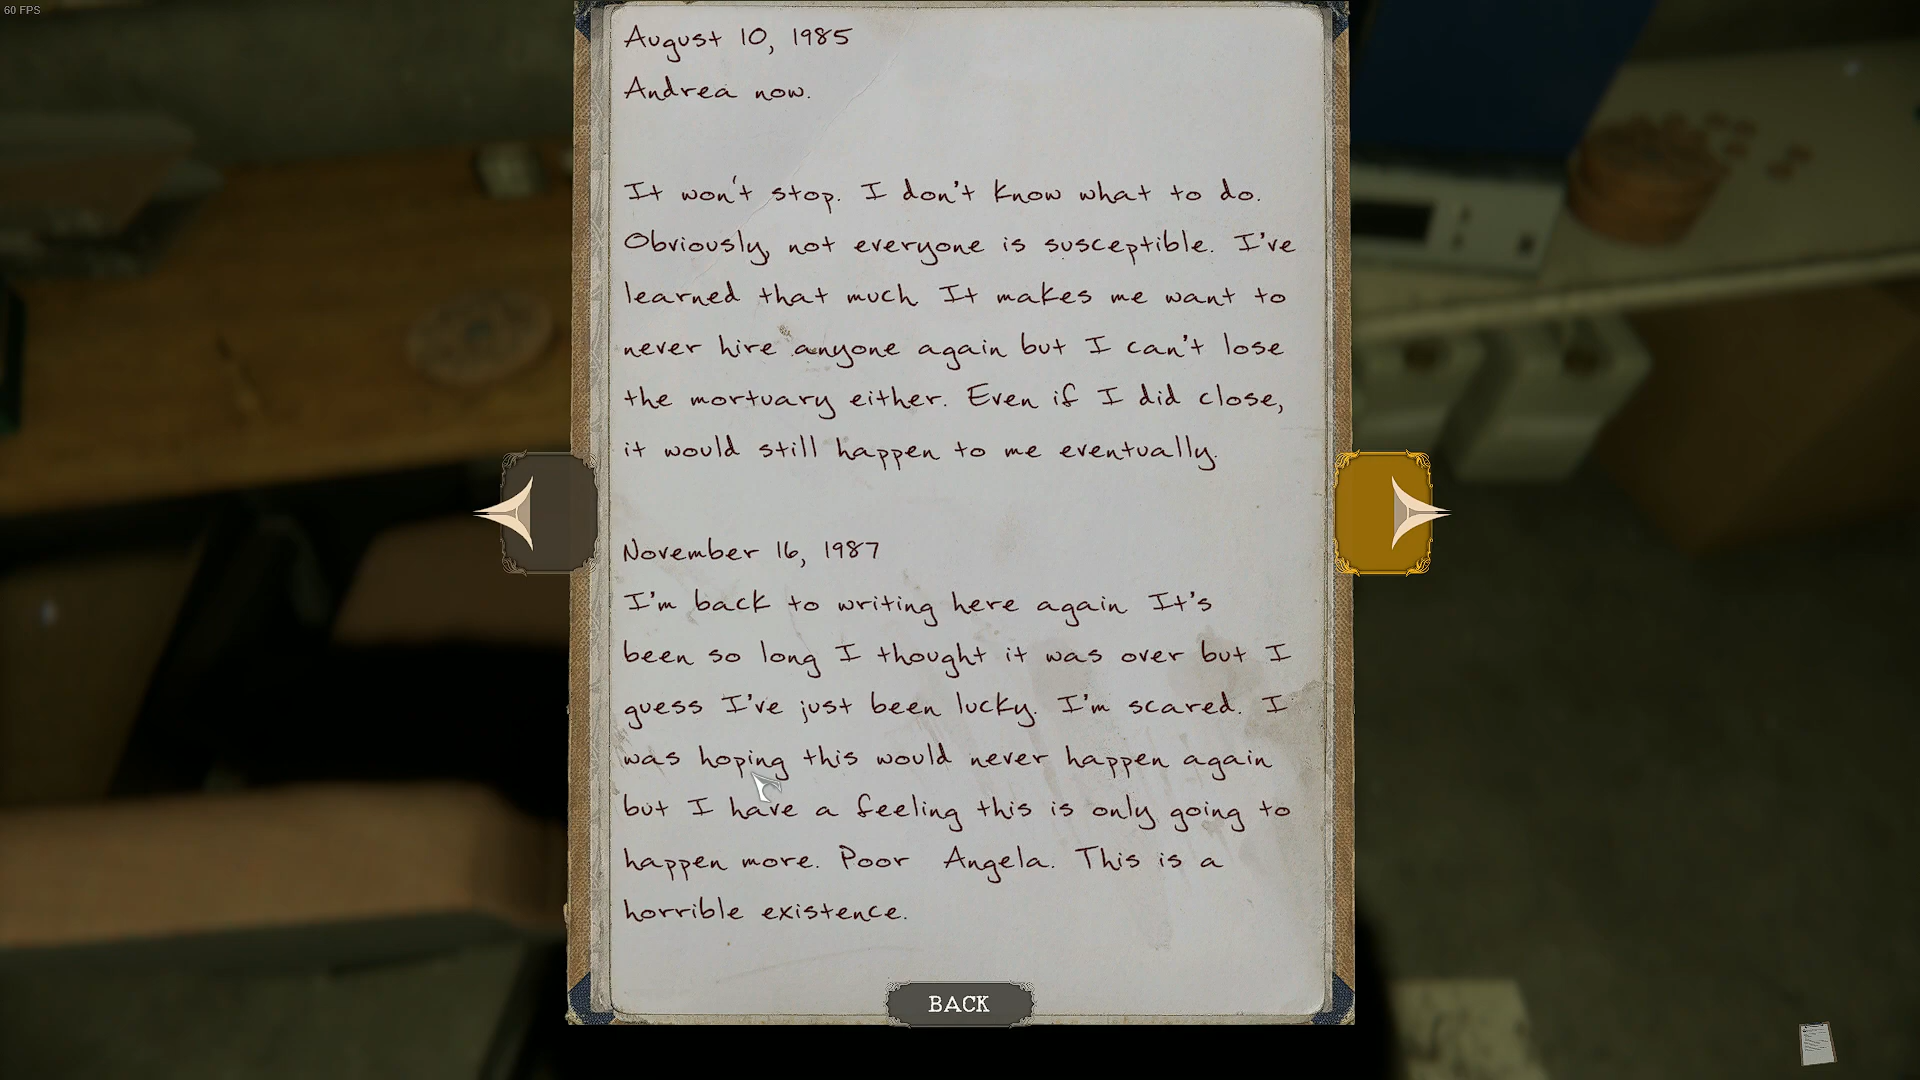 60 FPS
August 10, 1985
Andrea now.
It won't stop. I don't know what to do.
Obviously, not everyone is susceptible. I've
learned that much It makes me want to
never hire anyone again but I can't lose
the mortuary either. Even if I did close,
it would still happen to me eventually.
November 16, 1987
I'm back to writing here again It's
been so long I thought it was over but I
guess I've just been lucky. I'm scared. I
was hoping this would never happen again
but I have a feeling this is only going to
happen more. Poor Angela. This is a
horrible existence.
BACK